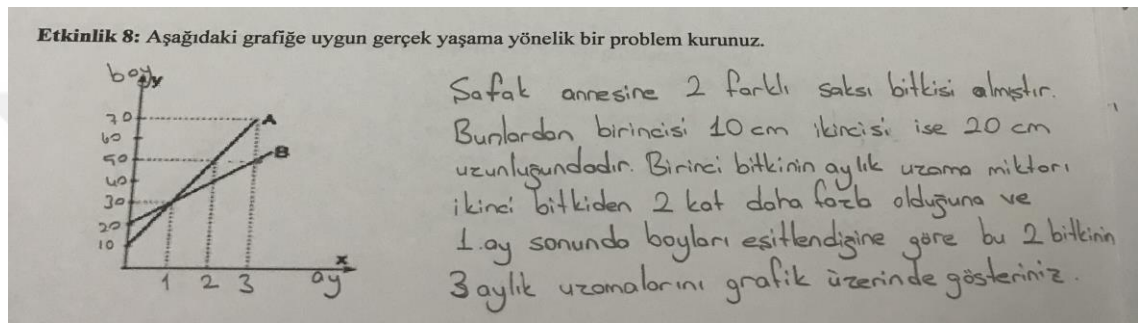 Etkinlik 8: Aşağıdaki grafiğe uygun gerçek yaşama yönelik bir problem kurunuz.
boy y
70
60
50
40
30
20
10
A
B
1 2 3 ay x
Şafak annesine 2 farklı saksı bitkisi almıştır.
Bunlardan birincisi 10 cm ikincisi ise 20 cm
uzunluğundadır. Birinci bitkinin aylık uzama miktarı
ikinci bitkiden 2 kat daha fazla olduğuna ve
1. ay sonunda boyları eşitlendiğine göre bu 2 bitkinin
3 aylık uzamalarını grafik üzerinde gösteriniz.